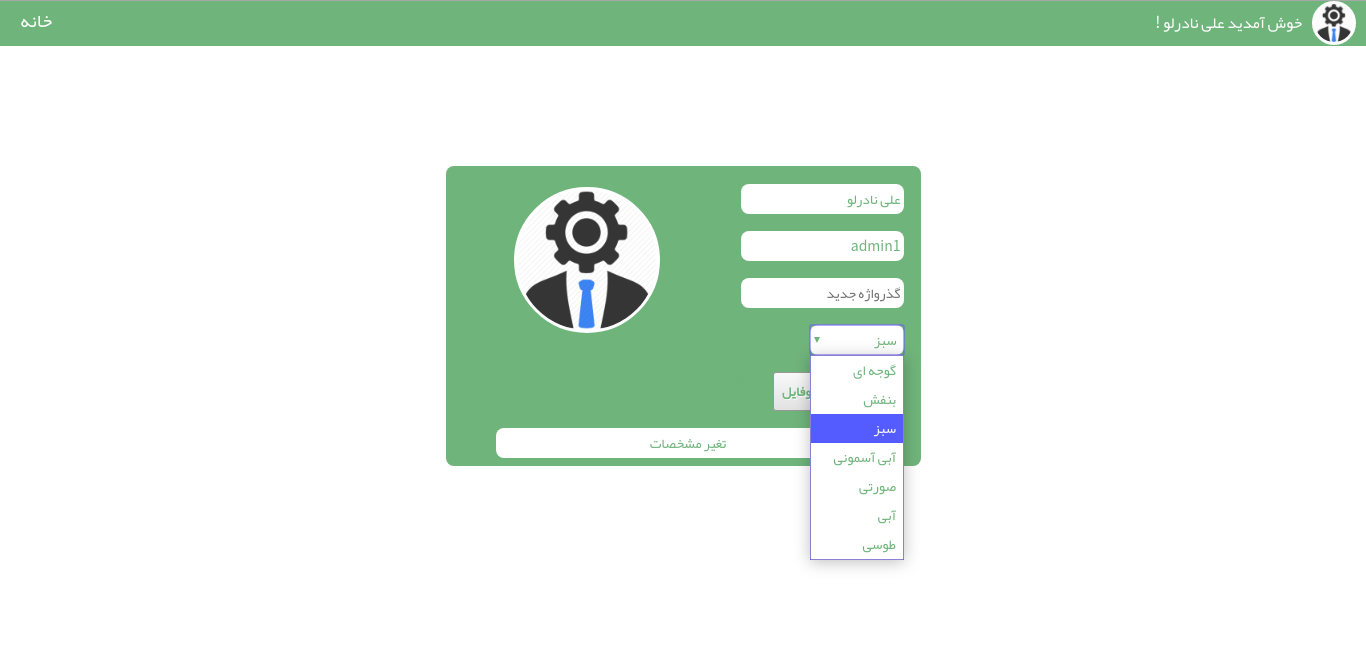 خوش آمدید علی نادرلو !
خانه
علی نادرلو
admin1
گذرواژه جدید
سبز
گوجه ای
بنفش
سبز
آبی آسمونی
صورتی
آبی
طوسی
تغیر مشخصات